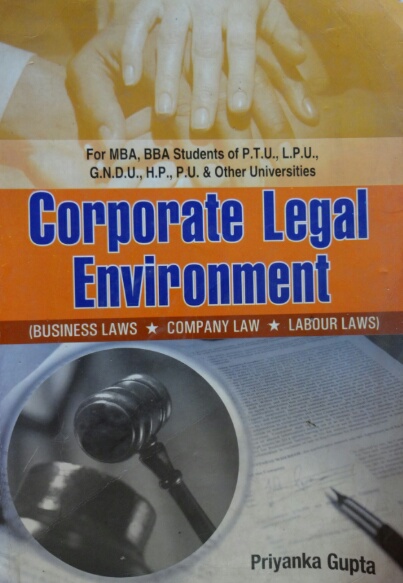 For MBA, BBA Students of P.T.U., L.P.U.,
G.N.D.U., H.P., P.U. & Other Universities
Corporate Legal
Environment
(BUSINESS LAWS ★ COMPANY LAW ★ LABOUR LAWS)
Priyanka Gupta